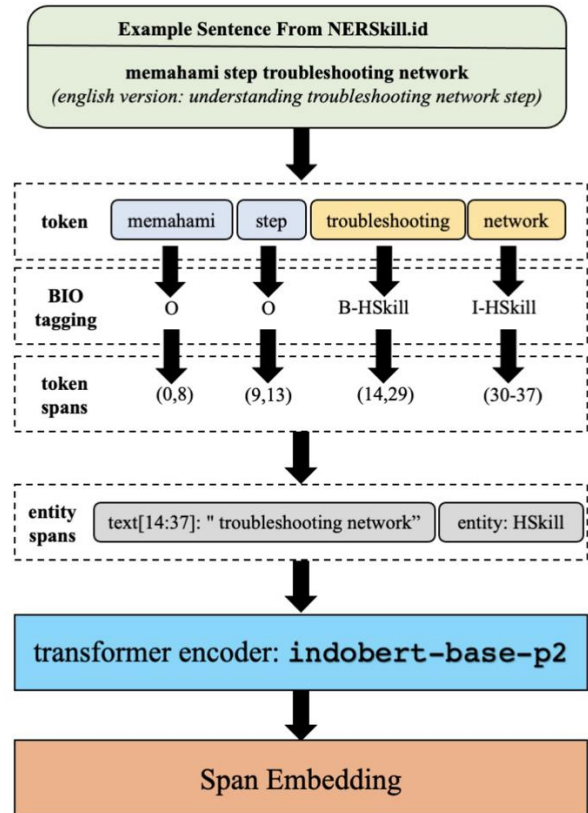 Example Sentence From NERSkill.id
memahami step troubleshooting network
(english version: understanding troubleshooting network step)
token memahami step troubleshooting network
BIO
tagging O O B-HSkill I-HSkill
token
spans (0,8) (9,13) (14,29) (30-37)
entity
spans text[14:37]: " troubleshooting network” entity: HSkill
transformer encoder: indobert-base-p2
Span Embedding